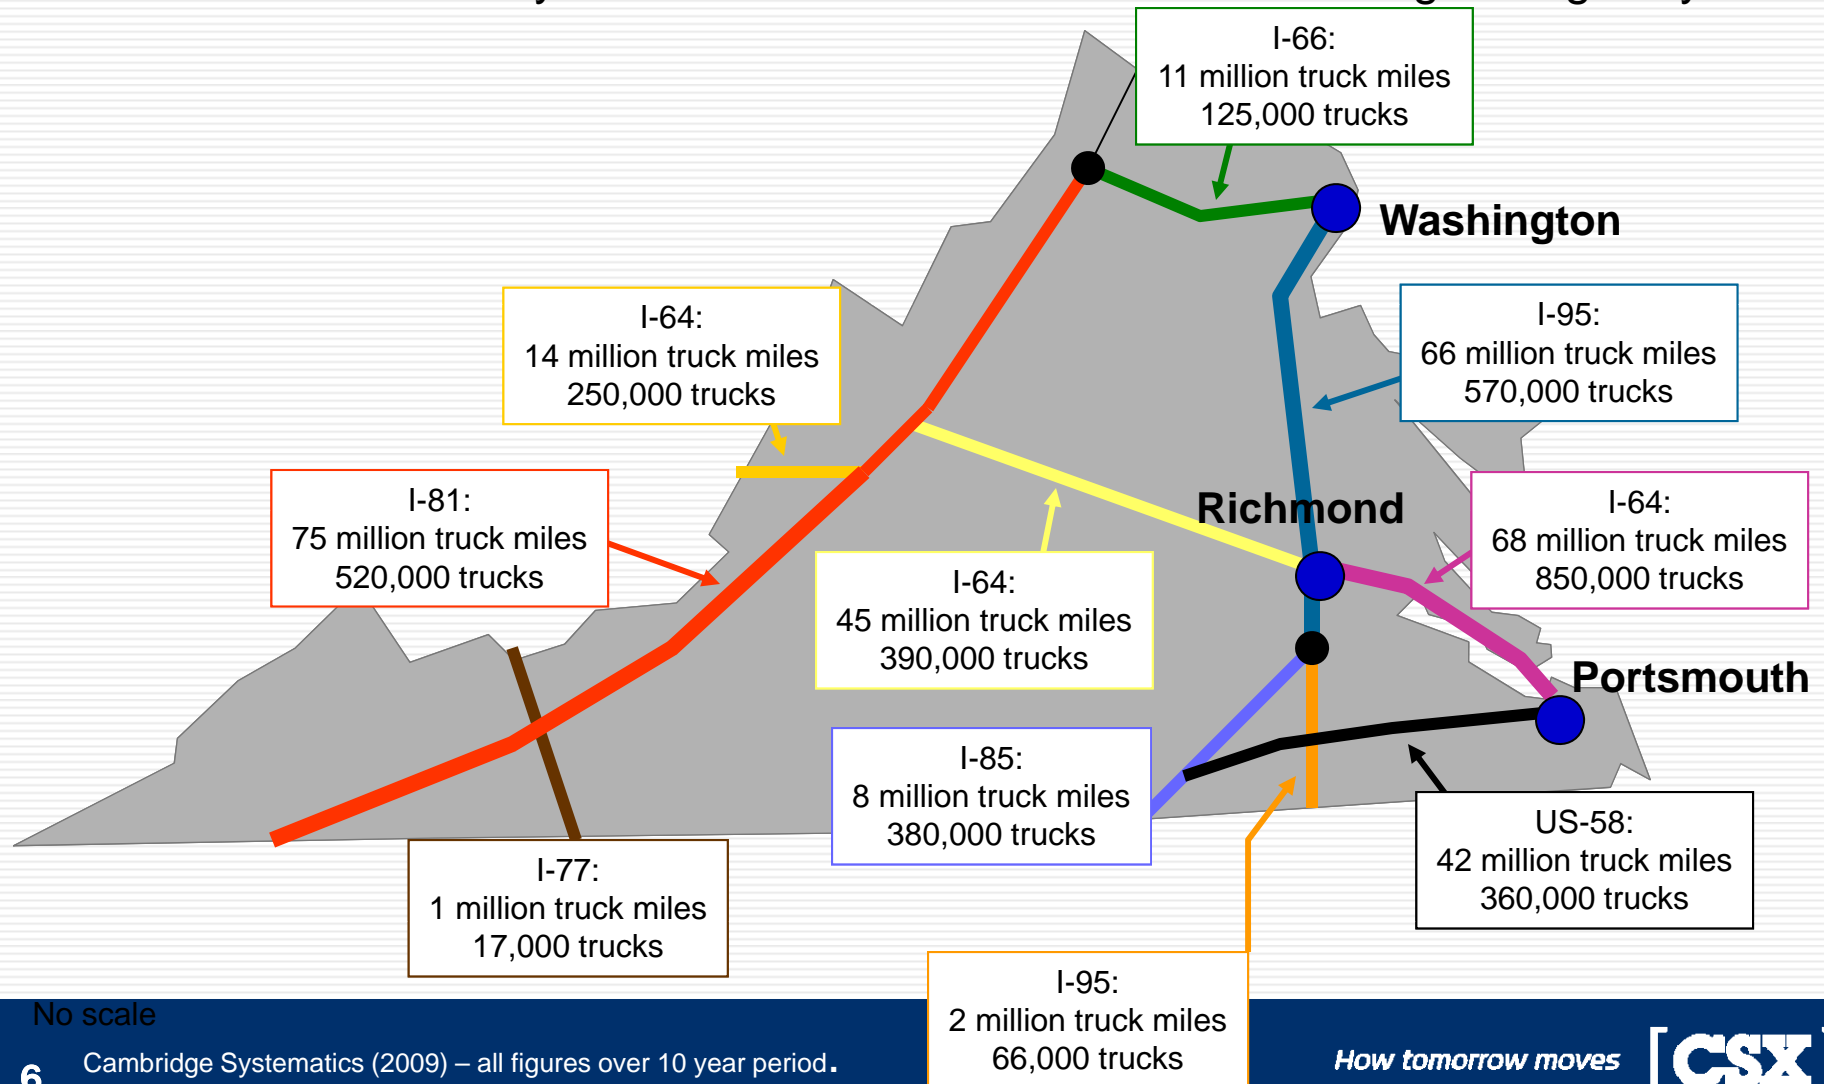 I-66:
11 million truck miles
125,000 trucks
Washington
I-64:
14 million truck miles
250,000 trucks
I-95:
66 million truck miles
570,000 trucks
I-81:
75 million truck miles
520,000 trucks
Richmond
I-64:
68 million truck miles
850,000 trucks
I-64:
45 million truck miles
390,000 trucks
Portsmouth
I-85:
8 million truck miles
380,000 trucks
US-58:
42 million truck miles
360,000 trucks
I-77:
1 million truck miles
17,000 trucks
I-95:
2 million truck miles
66,000 trucks
No scale
6 Cambridge Systematics (2009) – all figures over 10 year period.
How tomorrow moves [CSX